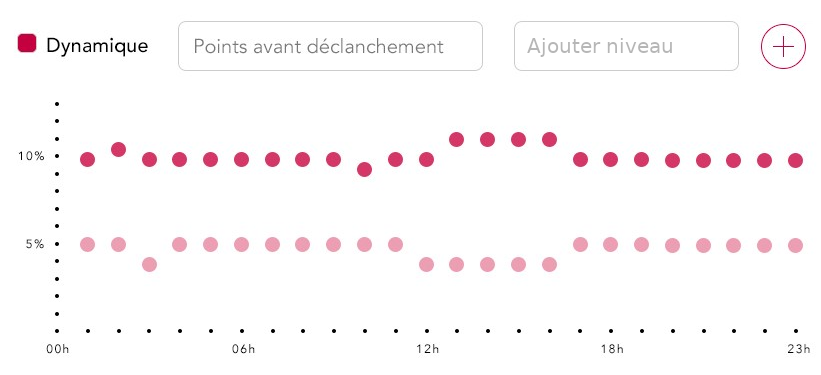 Dynamique
Points avant déclanchement
Ajouter niveau
10%
5%
00h 06h 12h 18h 23h